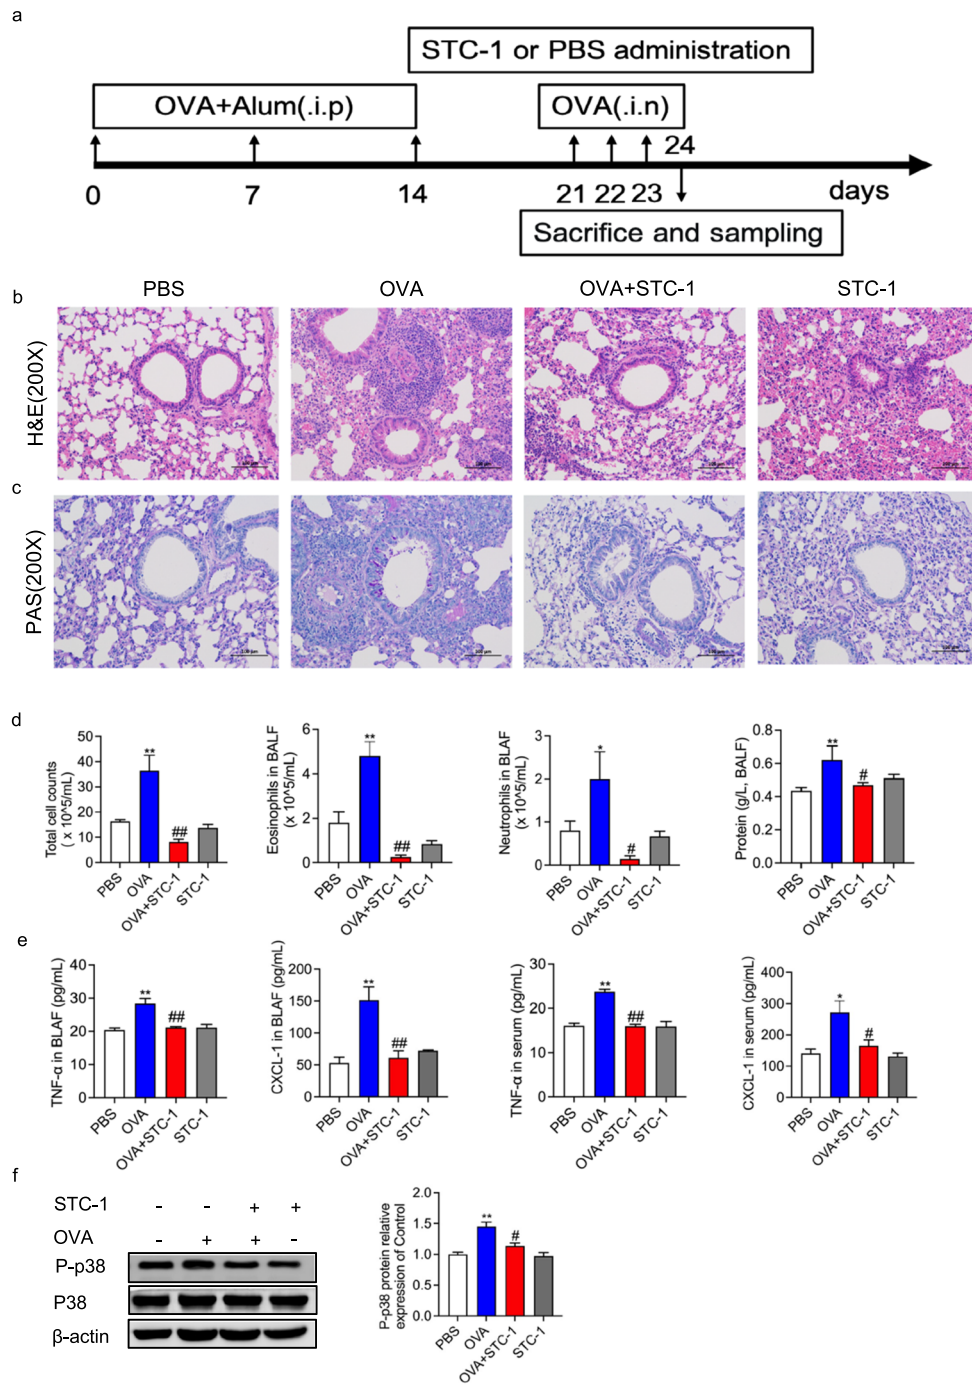 a
STC-1 or PBS administration
OVA+Alum(.i.p)
OVA(.i.n)
24
0 7 14 21 22 23 days
Sacrifice and sampling
b
PBS OVA OVA+STC-1 STC-1
H&E(200X)
c
PAS(200X)
100 μm
d
Total cell counts
( x 10^5/mL)
50
40
30
20
10
0
**
##
PBS
OVA
OVA+STC-1
STC-1
Eosinophils in BALF
(x 10^5/mL)
6
4
2
0
**
##
PBS
OVA
OVA+STC-1
STC-1
Neutrophils in BLAF
(x 10^5/mL)
3
2
1
0
*
#
PBS
OVA
OVA+STC-1
STC-1
Protein (g/L, BALF)
0.8
0.6
0.4
0.2
0.0
**
#
PBS
OVA
OVA+STC-1
STC-1
e
TNF-α in BLAF (pg/mL)
40
30
20
10
0
**
##
PBS
OVA
OVA+STC-1
STC-1
CXCL-1 in BLAF (pg/mL)
200
150
100
50
0
**
##
PBS
OVA
OVA+STC-1
STC-1
TNF-α in serum (pg/mL)
30
20
10
0
**
##
PBS
OVA
OVA+STC-1
STC-1
CXCL-1 in serum (pg/mL)
400
300
200
100
0
*
#
PBS
OVA
OVA+STC-1
STC-1
f
STC-1 - - + +
OVA - + + -
P-p38
P38
β-actin
P-p38 protein relative
expression of Control
2.0
1.5
1.0
0.5
0.0
**
#
PBS
OVA
OVA+STC-1
STC-1